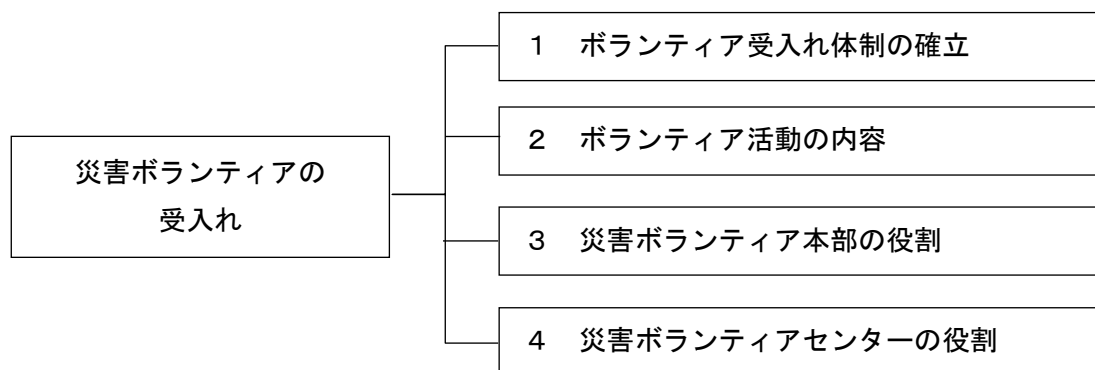 災害ボランティアの
受入れ
1 ボランティア受入れ体制の確立
2 ボランティア活動の内容
3 災害ボランティア本部の役割
4 災害ボランティアセンターの役割